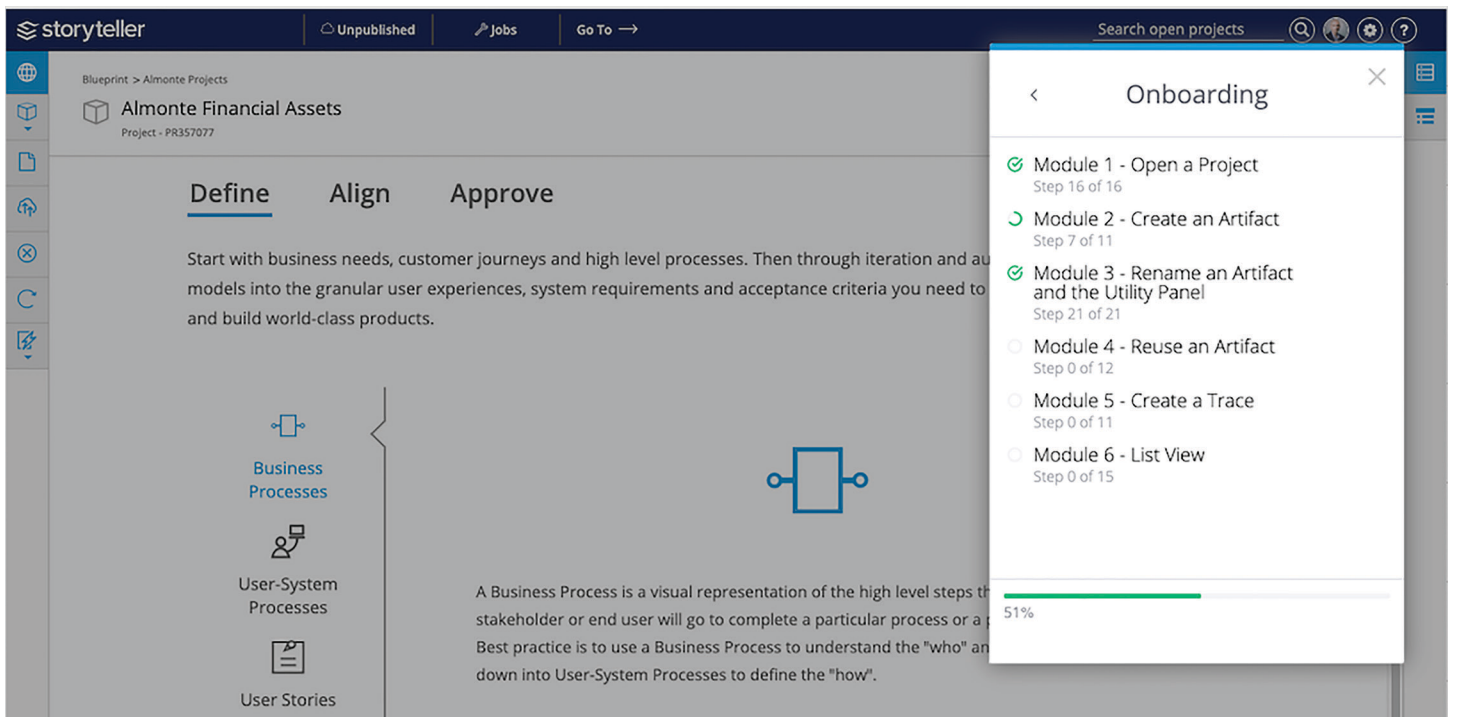 storyteller
Unpublished
Jobs
Go To
Search open projects
?
Blueprint > Almonte Projects
Almonte Financial Assets
Project - PR357077
Define Align Approve
Start with business needs, customer journeys and high level processes. Then through iteration and au
models into the granular user experiences, system requirements and acceptance criteria you need to
and build world-class products.
Business
Processes
User-System
Processes
User Stories
A Business Process is a visual representation of the high level steps th
stakeholder or end user will go to complete a particular process or a p
Best practice is to use a Business Process to understand the "who" an
down into User-System Processes to define the "how".
Onboarding
Module 1 - Open a Project
Step 16 of 16
Module 2 - Create an Artifact
Step 7 of 11
Module 3 - Rename an Artifact
and the Utility Panel
Step 21 of 21
Module 4 - Reuse an Artifact
Step 0 of 12
Module 5 - Create a Trace
Step 0 of 11
Module 6 - List View
Step 0 of 15
51%